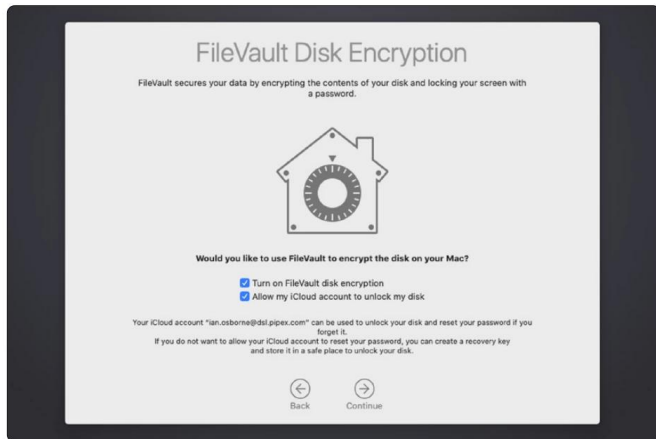 FileVault Disk Encryption
FileVault secures your data by encrypting the contents of your disk and locking your screen with
a password.
Would you like to use FileVault to encrypt the disk on your Mac?
Turn on FileVault disk encryption
Allow my iCloud account to unlock my disk
Your iCloud account "ian.osborne@dsl.pipex.com" can be used to unlock your disk and reset your password if you
forget it.
If you do not want to allow your iCloud account to reset your password, you can create a recovery key
and store it in a safe place to unlock your disk.
Back
Continue